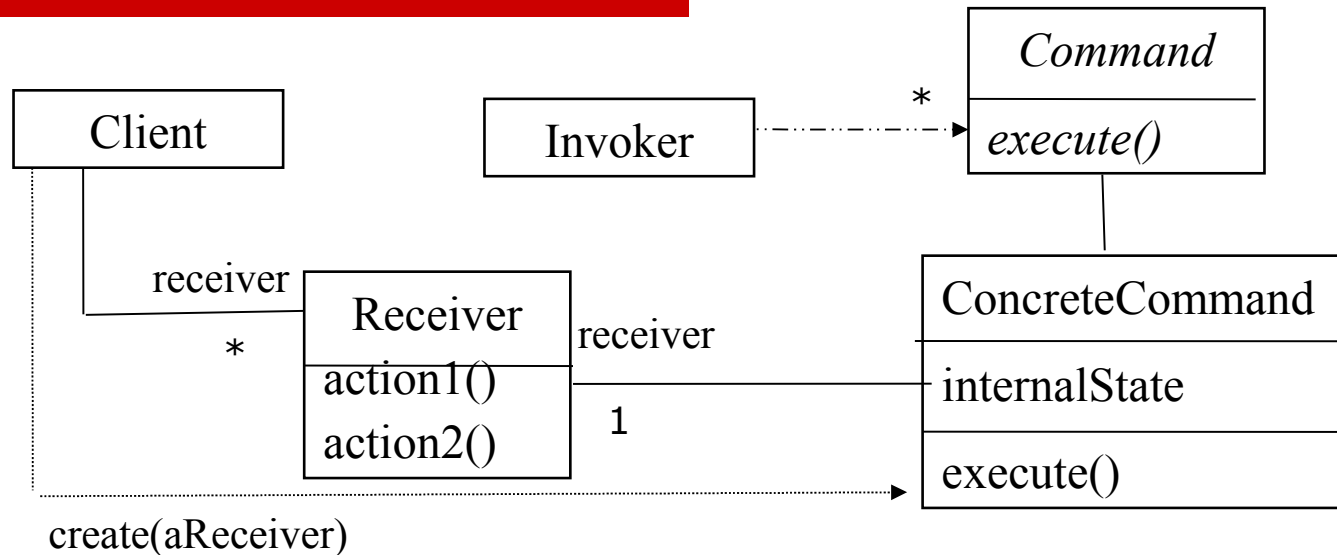 Command
execute()
*
Client
Invoker
receiver
*
Receiver
action1()
action2()
receiver
1
ConcreteCommand
internalState
execute()
create(aReceiver)